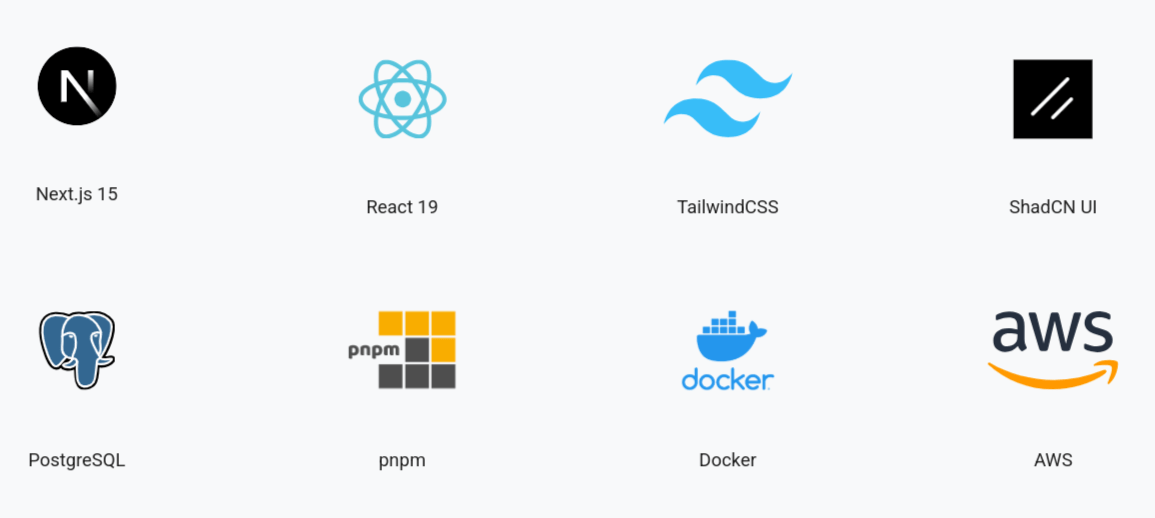 N
Next.js 15
React 19
TailwindCSS
ShadCN UI
pnpm
docker
aws
PostgreSQL
pnpm
Docker
AWS